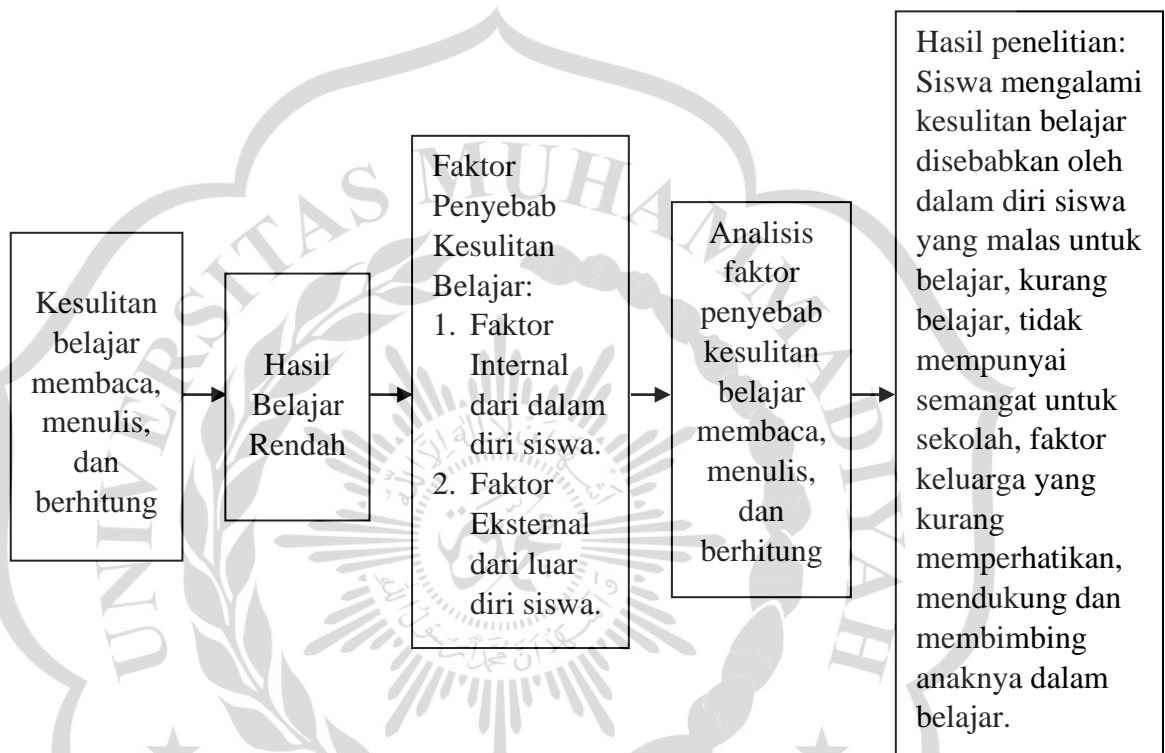 Kesulitan
belajar
membaca,
menulis,
dan
berhitung
Hasil
Belajar
Rendah
Faktor
Penyebab
Kesulitan
Belajar:
1. Faktor
Internal
dari dalam
diri siswa.
2. Faktor
Eksternal
dari luar
diri siswa.
Analisis
faktor
penyebab
kesulitan
belajar
membaca,
menulis,
dan
berhitung
Hasil penelitian:
Siswa mengalami
kesulitan belajar
disebabkan oleh
dalam diri siswa
yang malas untuk
belajar, kurang
belajar, tidak
mempunyai
semangat untuk
sekolah, faktor
keluarga yang
kurang
memperhatikan,
mendukung dan
membimbing
anaknya dalam
belajar.
UNIVERSITAS MUHAMMADIYAH